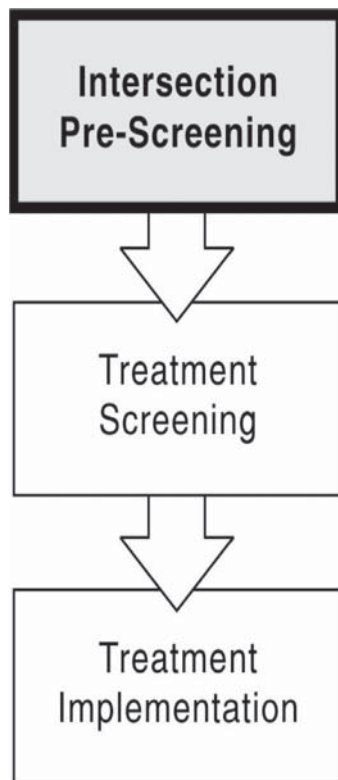 Intersection
Pre-Screening
Treatment
Screening
Treatment
Implementation